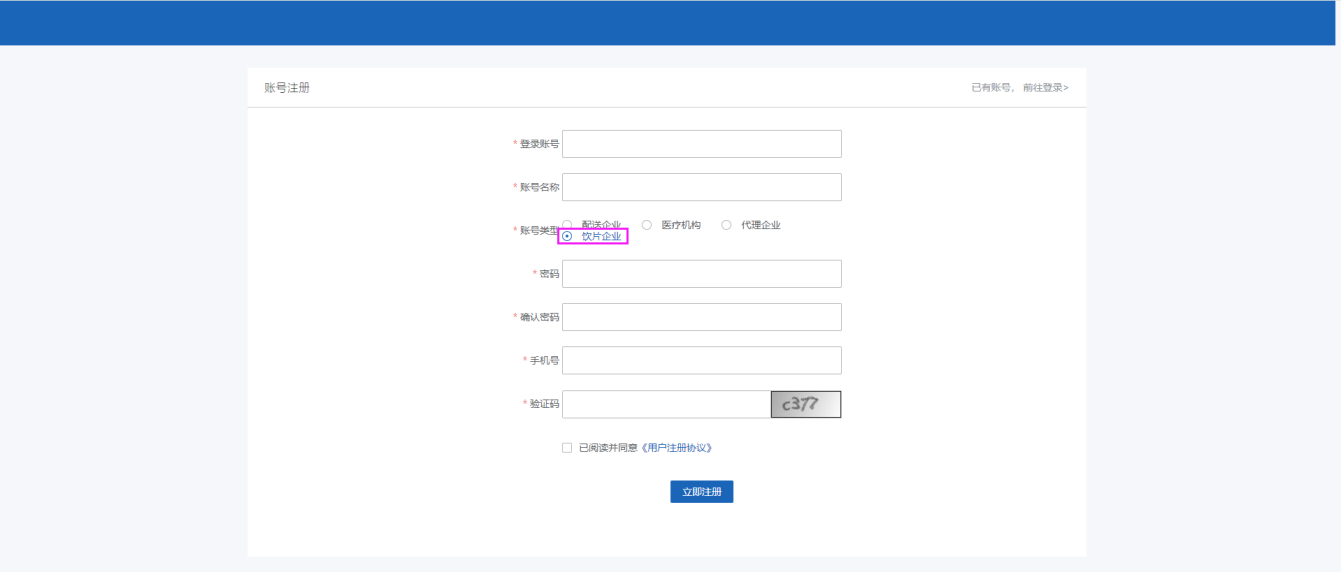 账号注册 已有账号，前往登录>
* 登录账号
* 账号名称
* 账号类型 配送企业 医疗机构 代理企业
饮片企业
* 密码
* 确认密码
* 手机号
* 验证码 c377
已阅读并同意《用户注册协议》
立即注册